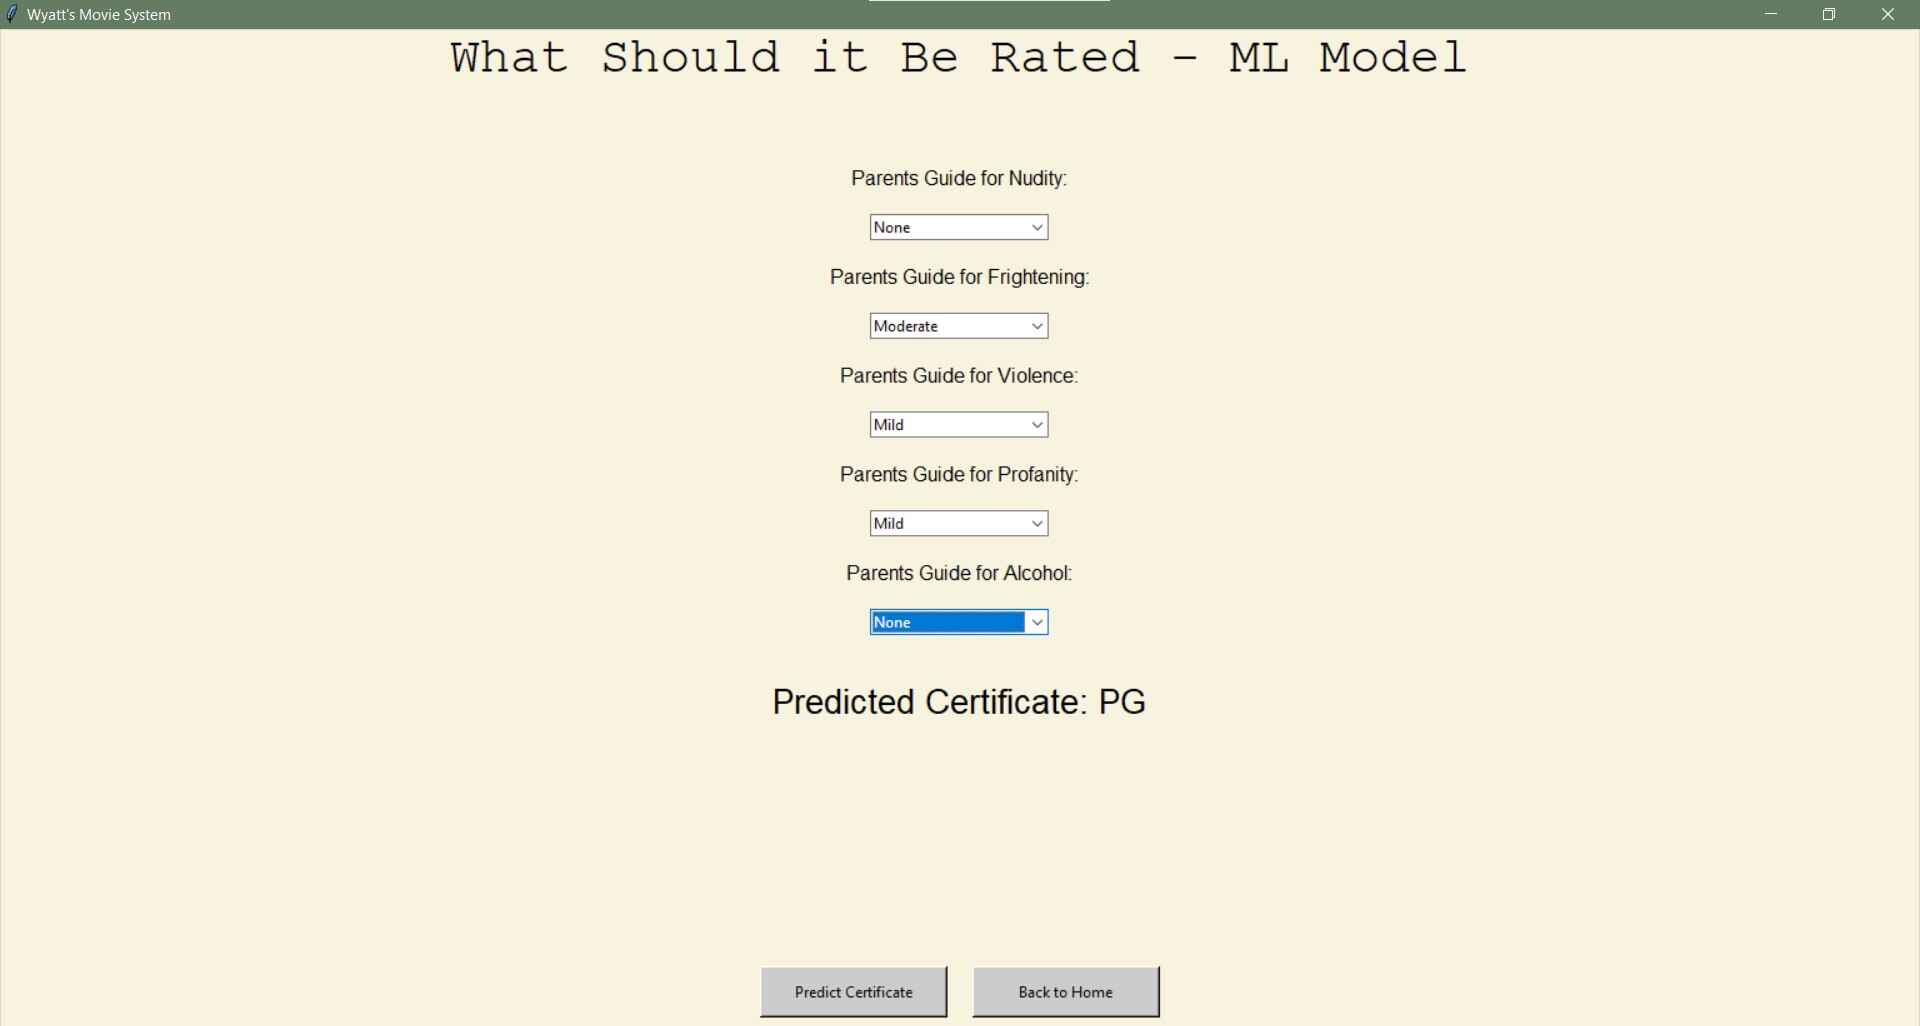 Wyatt's Movie System
What Should it Be Rated - ML Model
Parents Guide for Nudity:
None
Parents Guide for Frightening:
Moderate
Parents Guide for Violence:
Mild
Parents Guide for Profanity:
Mild
Parents Guide for Alcohol:
None
Predicted Certificate: PG
Predict Certificate Back to Home